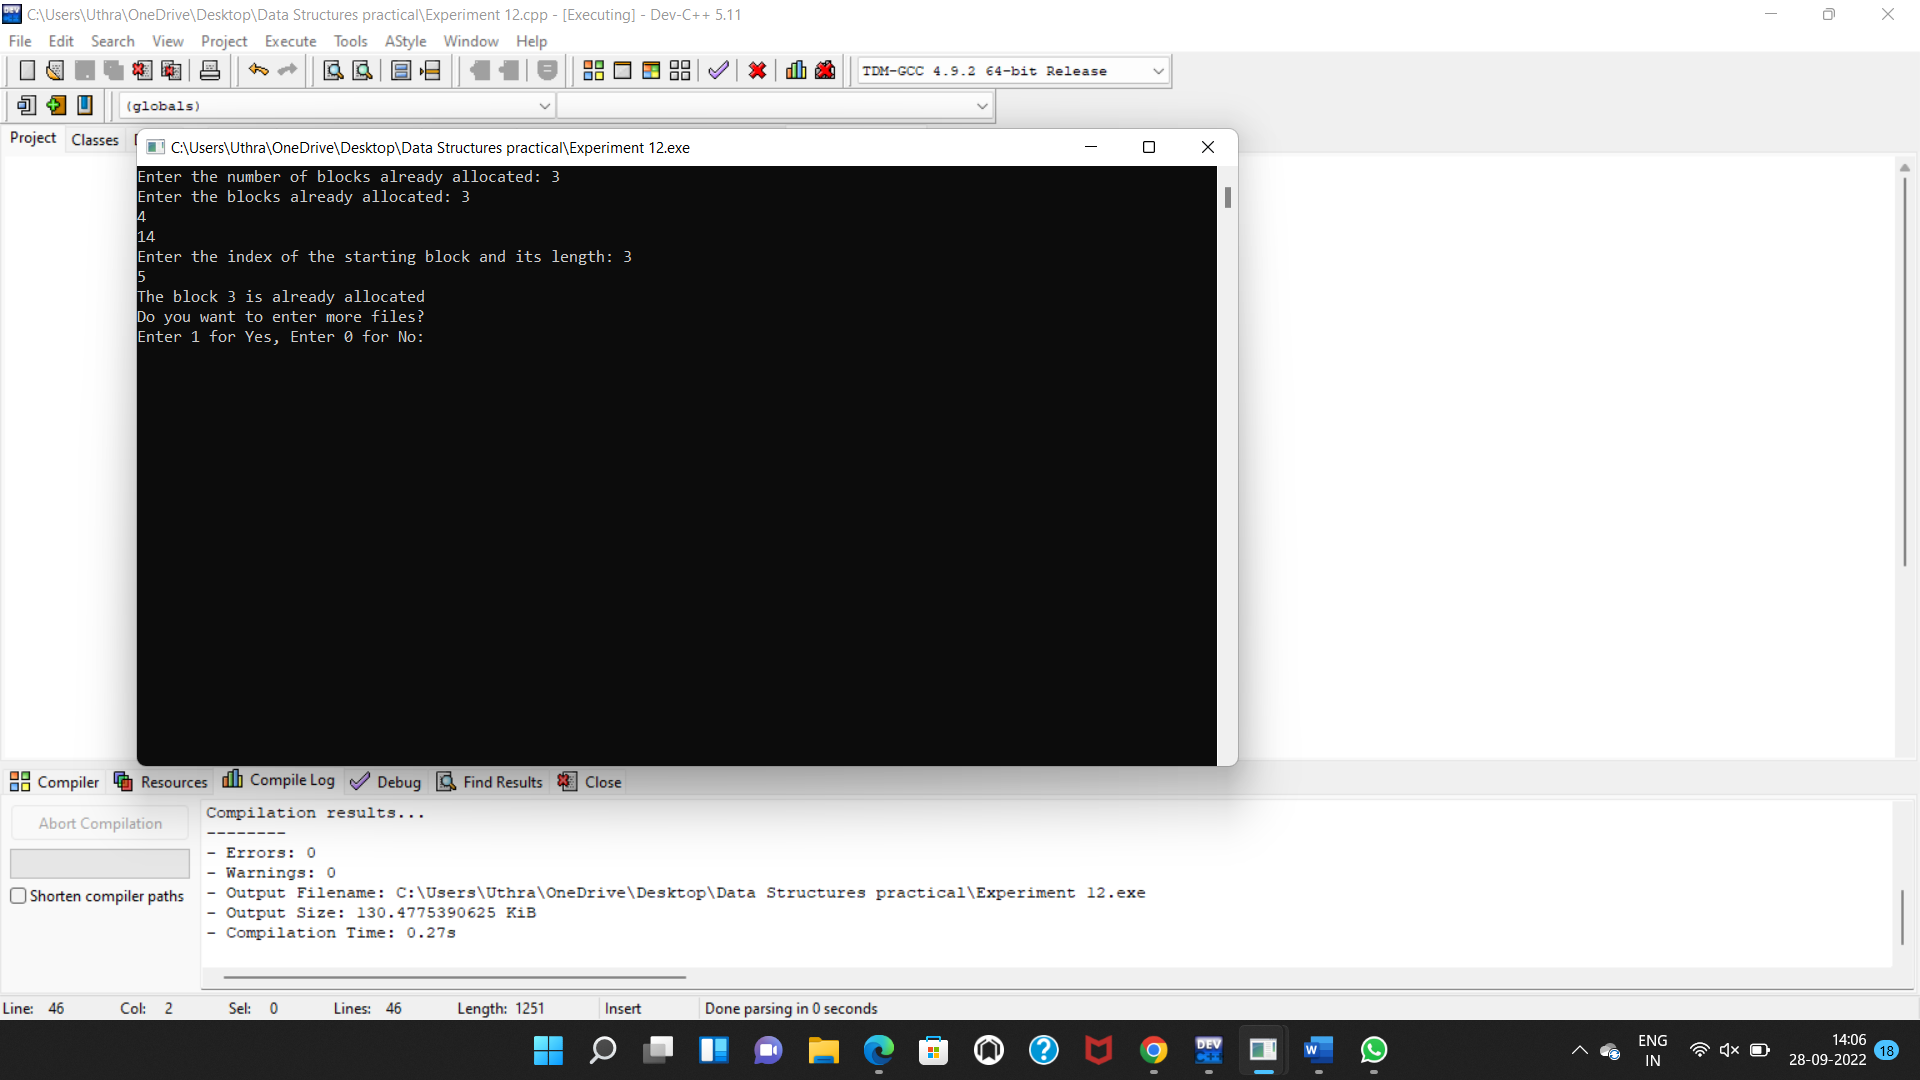 C:\Users\Uthra\OneDrive\Desktop\Data Structures practical\Experiment 12.cpp - [Executing] - Dev-C++ 5.11
File Edit Search View Project Execute Tools AStyle Window Help
TDM-GCC 4.9.2 64-bit Release
(globals)
Project Classes
C:\Users\Uthra\OneDrive\Desktop\Data Structures practical\Experiment 12.exe
Enter the number of blocks already allocated: 3
Enter the blocks already allocated: 3
4
14
Enter the index of the starting block and its length: 3
5
The block 3 is already allocated
Do you want to enter more files?
Enter 1 for Yes, Enter 0 for No:
Compiler Resources Compile Log Debug Find Results Close
Abort Compilation
Shorten compiler paths
Compilation results...
--------
- Errors: 0
- Warnings: 0
- Output Filename: C:\Users\Uthra\OneDrive\Desktop\Data Structures practical\Experiment 12.exe
- Output Size: 130.4775390625 KiB
- Compilation Time: 0.27s
Line: 46 Col: 2 Sel: 0 Lines: 46 Length: 1251 Insert Done parsing in 0 seconds
DEV
C++
W
ENG
IN
14:06
28-09-2022
18